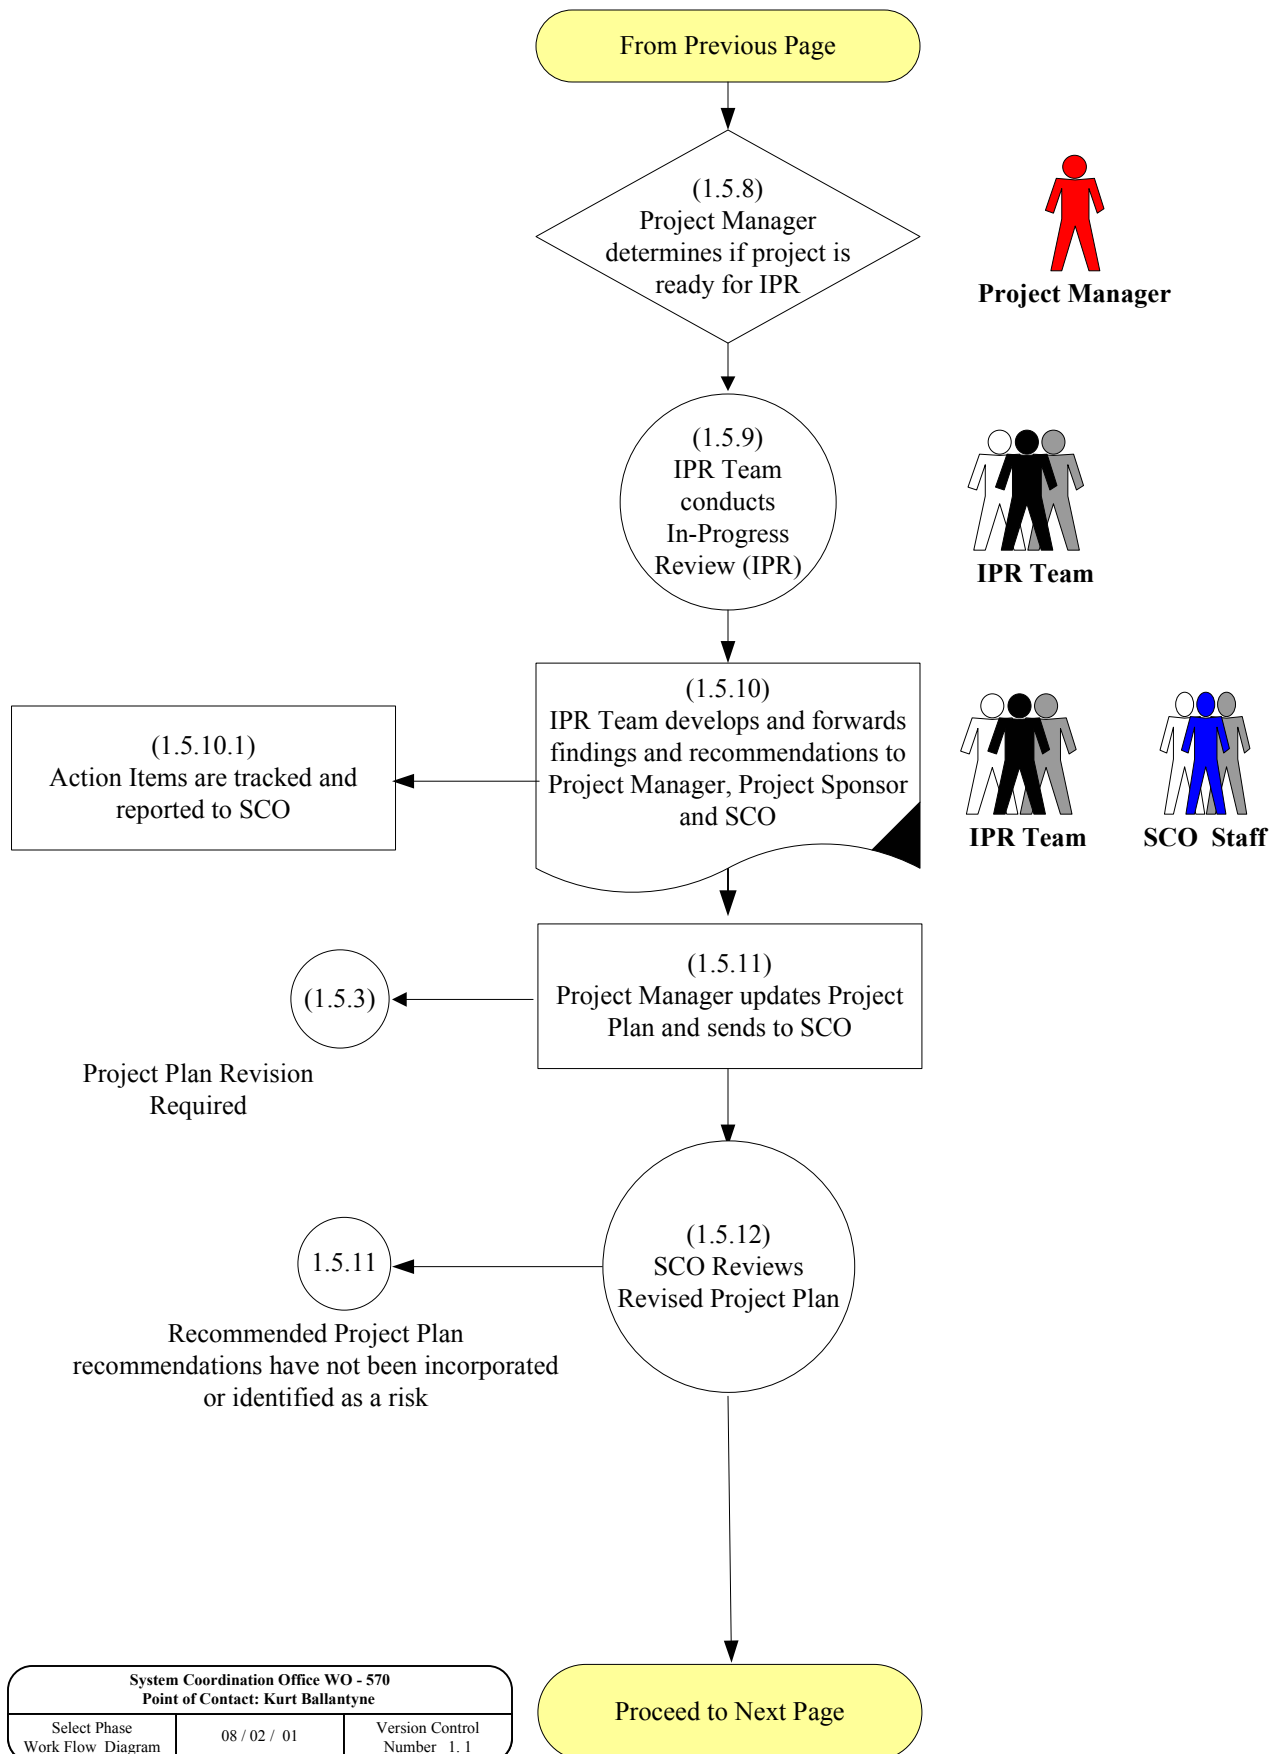 From Previous Page
(1.5.8)
Project Manager
determines if project is
ready for IPR
Project Manager
(1.5.9)
IPR Team
conducts
In-Progress
Review (IPR)
IPR Team
(1.5.10)
IPR Team develops and forwards
findings and recommendations to
Project Manager, Project Sponsor
and SCO
(1.5.10.1)
Action Items are tracked and
reported to SCO
IPR Team
SCO Staff
(1.5.11)
Project Manager updates Project
Plan and sends to SCO
(1.5.3)
Project Plan Revision
Required
(1.5.12)
SCO Reviews
Revised Project Plan
1.5.11
Recommended Project Plan
recommendations have not been incorporated
or identified as a risk
Proceed to Next Page
System Coordination Office WO - 570
Point of Contact: Kurt Ballantyne
Select Phase
Work Flow Diagram
08 / 02 / 01
Version Control
Number 1. 1